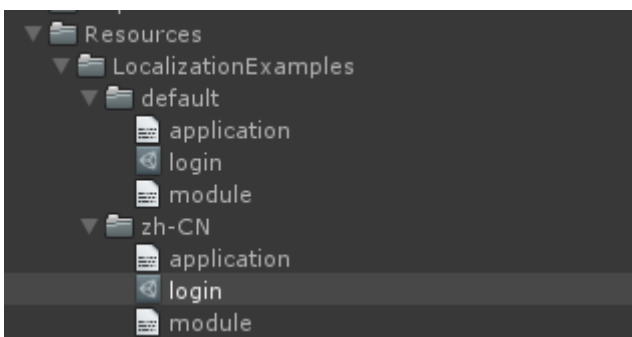 Resources
LocalizationExamples
default
application
login
module
zh-CN
application
login
module